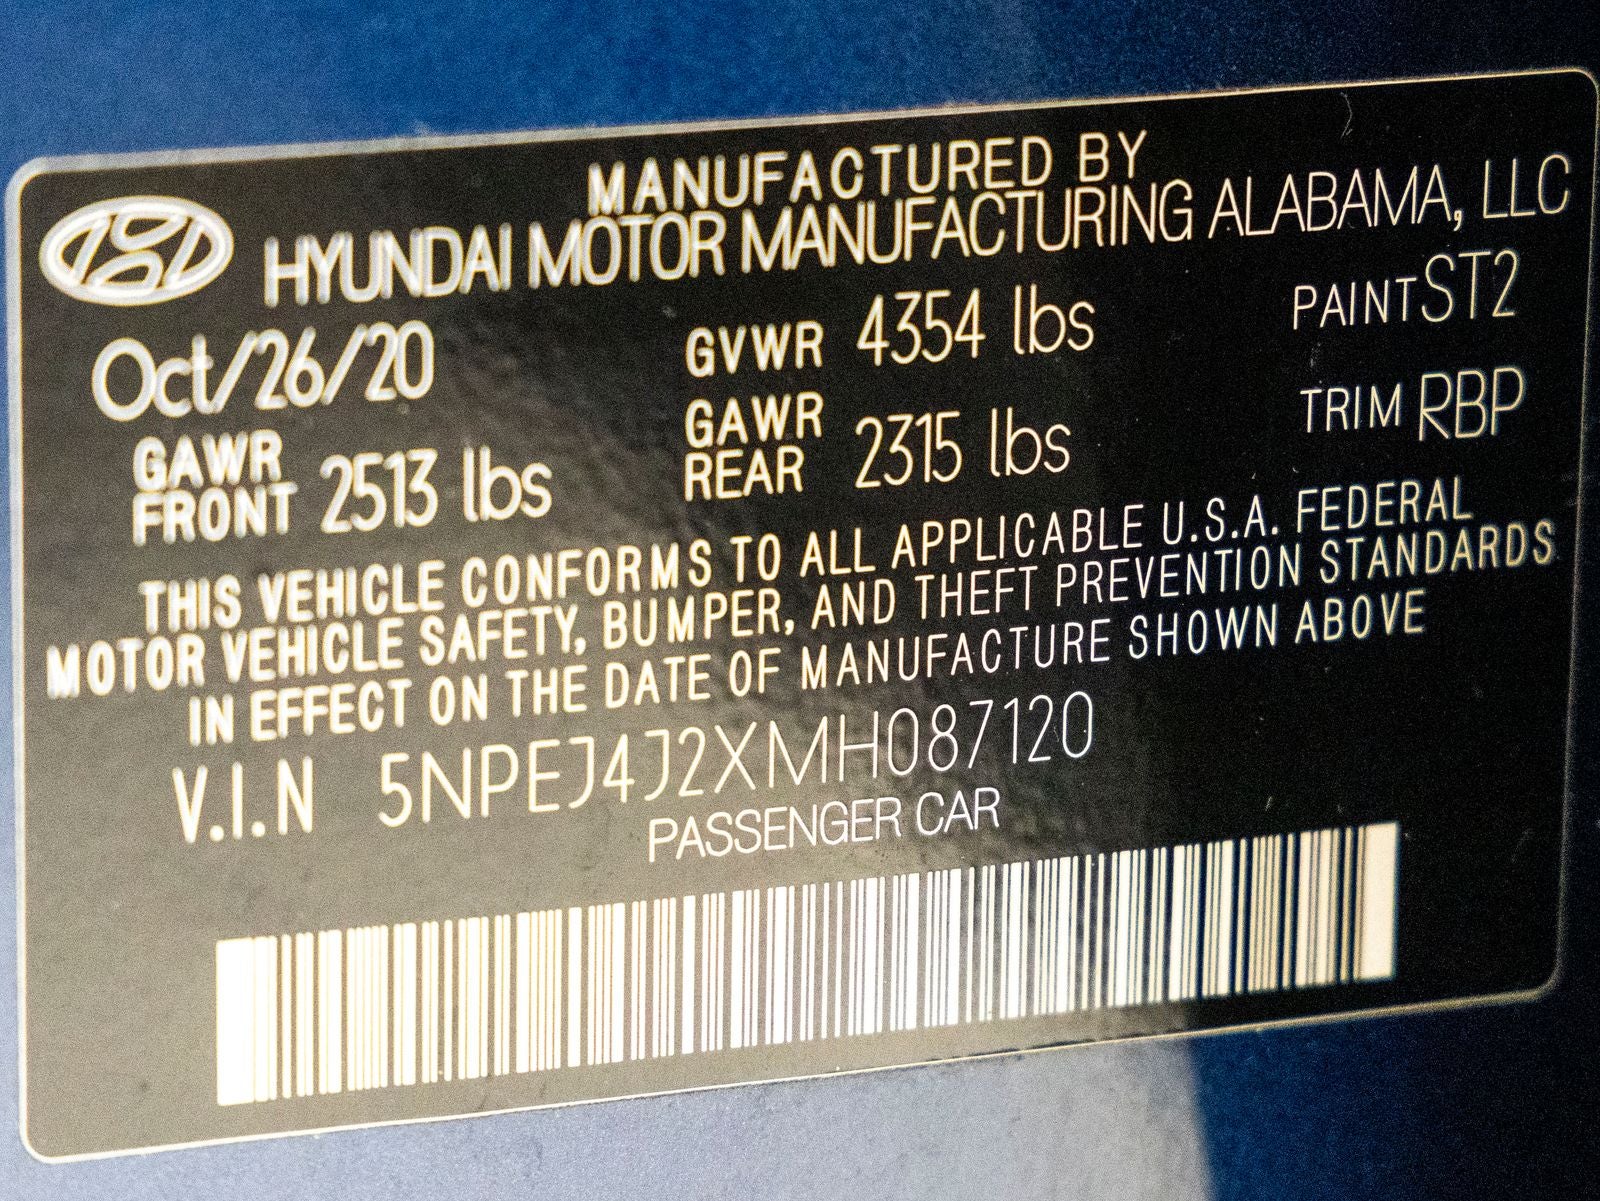 MANUFACTURED BY
HYUNDAI MOTOR MANUFACTURING ALABAMA, LLC
Oct/26/20 GVWR 4354 lbs PAINT ST2
GAWR FRONT 2513 lbs GAWR REAR 2315 lbs TRIM RBP
THIS VEHICLE CONFORMS TO ALL APPLICABLE U.S.A. FEDERAL
MOTOR VEHICLE SAFETY, BUMPER, AND THEFT PREVENTION STANDARDS
IN EFFECT ON THE DATE OF MANUFACTURE SHOWN ABOVE
V.I.N 5NPEJ4J2XMH087120
PASSENGER CAR